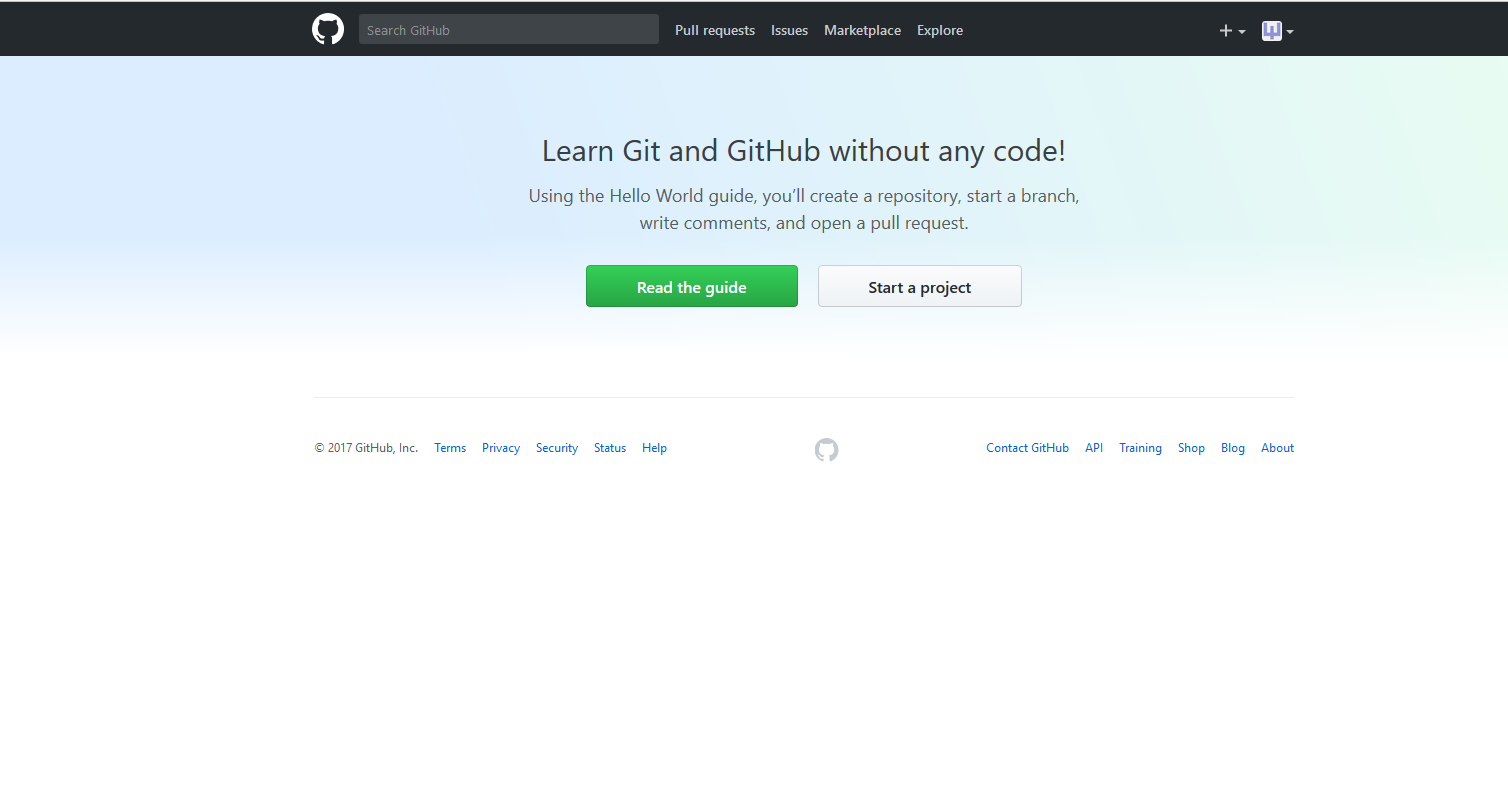 Search GitHub Pull requests Issues Marketplace Explore
Learn Git and GitHub without any code!
Using the Hello World guide, you’ll create a repository, start a branch,
write comments, and open a pull request.
Read the guide Start a project
© 2017 GitHub, Inc. Terms Privacy Security Status Help Contact GitHub API Training Shop Blog About